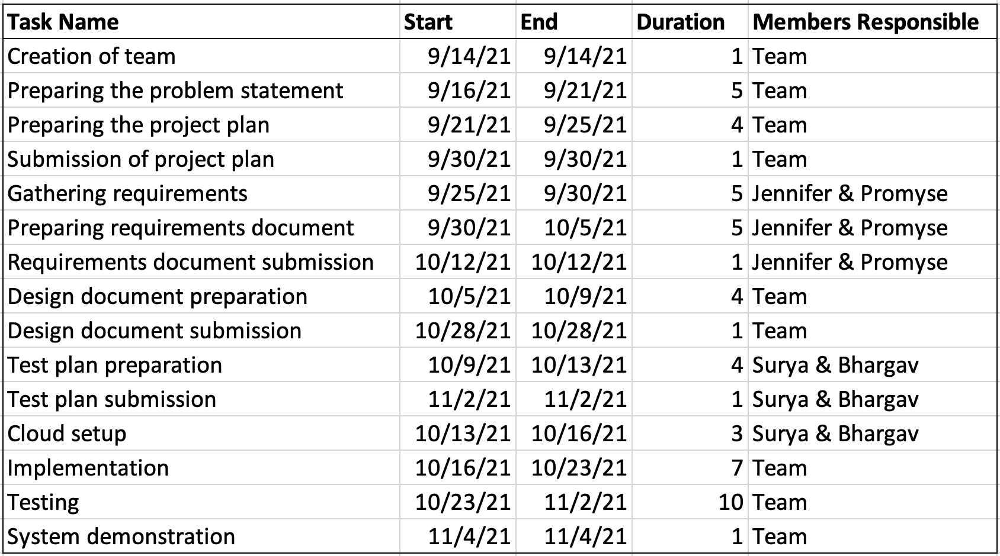 Task Name Start End Duration Members Responsible
Creation of team 9/14/21 9/14/21 1 Team
Preparing the problem statement 9/16/21 9/21/21 5 Team
Preparing the project plan 9/21/21 9/25/21 4 Team
Submission of project plan 9/30/21 9/30/21 1 Team
Gathering requirements 9/25/21 9/30/21 5 Jennifer & Promyse
Preparing requirements document 9/30/21 10/5/21 5 Jennifer & Promyse
Requirements document submission 10/12/21 10/12/21 1 Jennifer & Promyse
Design document preparation 10/5/21 10/9/21 4 Team
Design document submission 10/28/21 10/28/21 1 Team
Test plan preparation 10/9/21 10/13/21 4 Surya & Bhargav
Test plan submission 11/2/21 11/2/21 1 Surya & Bhargav
Cloud setup 10/13/21 10/16/21 3 Surya & Bhargav
Implementation 10/16/21 10/23/21 7 Team
Testing 10/23/21 11/2/21 10 Team
System demonstration 11/4/21 11/4/21 1 Team